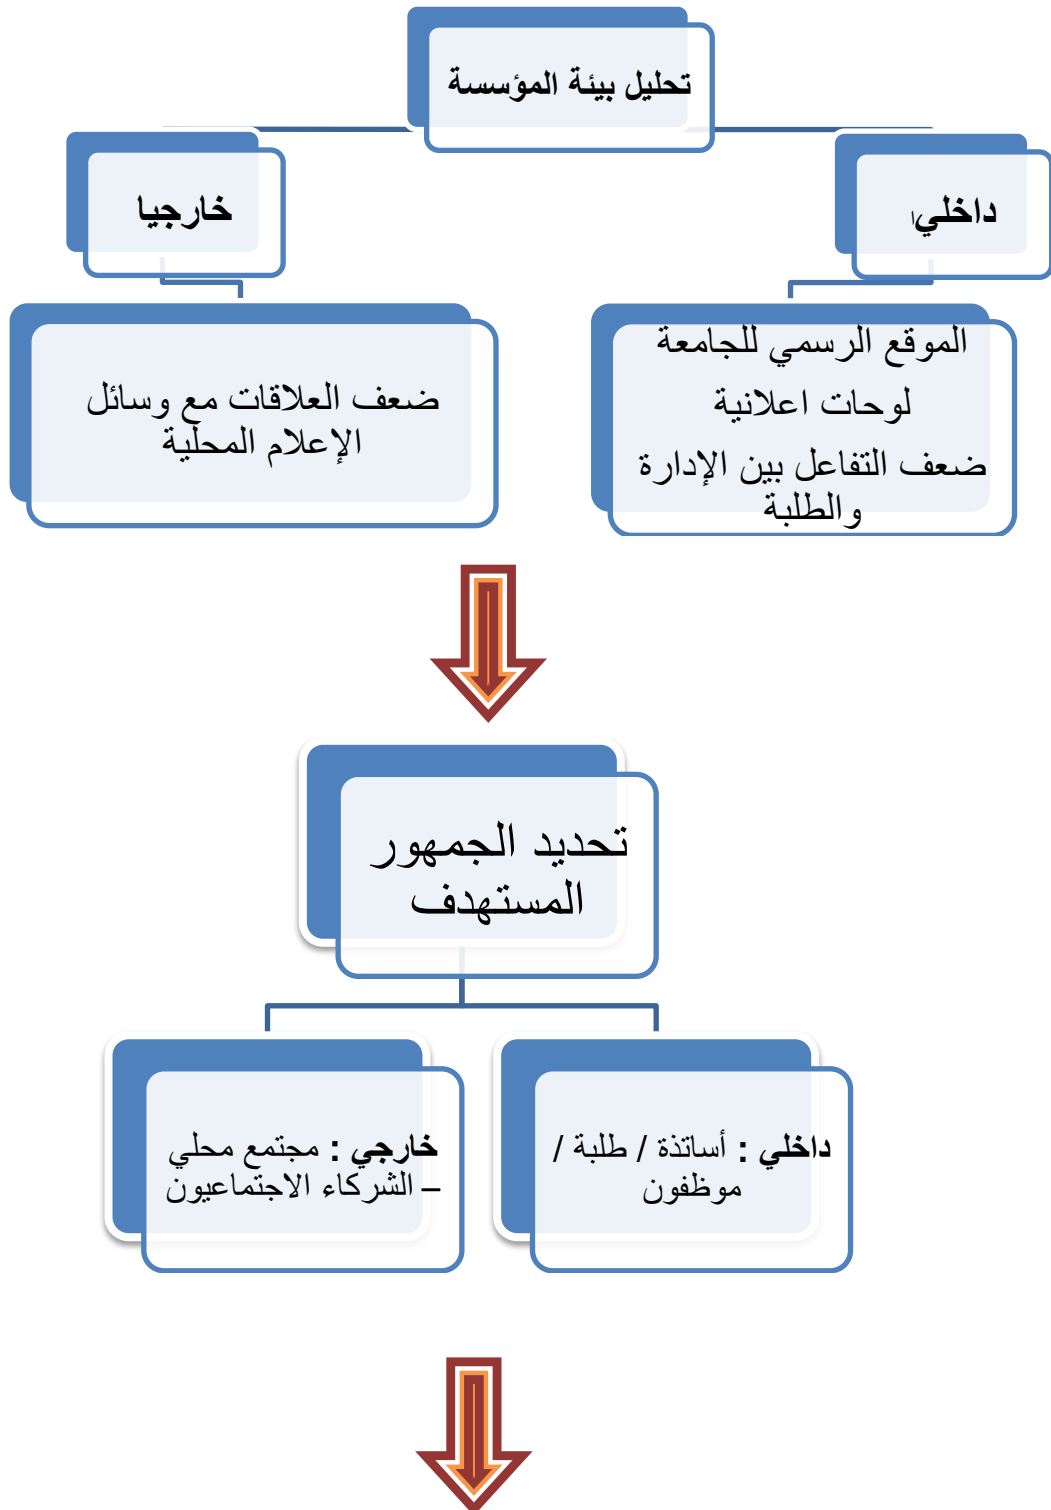 تحليل بيئة المؤسسة
داخليا
خارجيا
الموقع الرسمي للجامعة
لوحات اعلانية
ضعف التفاعل بين الإدارة
والطلبة
ضعف العلاقات مع وسائل
الإعلام المحلية
تحديد الجمهور
المستهدف
داخلي : أساتذة / طلبة /
موظفون
خارجي : مجتمع محلي
– الشركاء الاجتماعيون